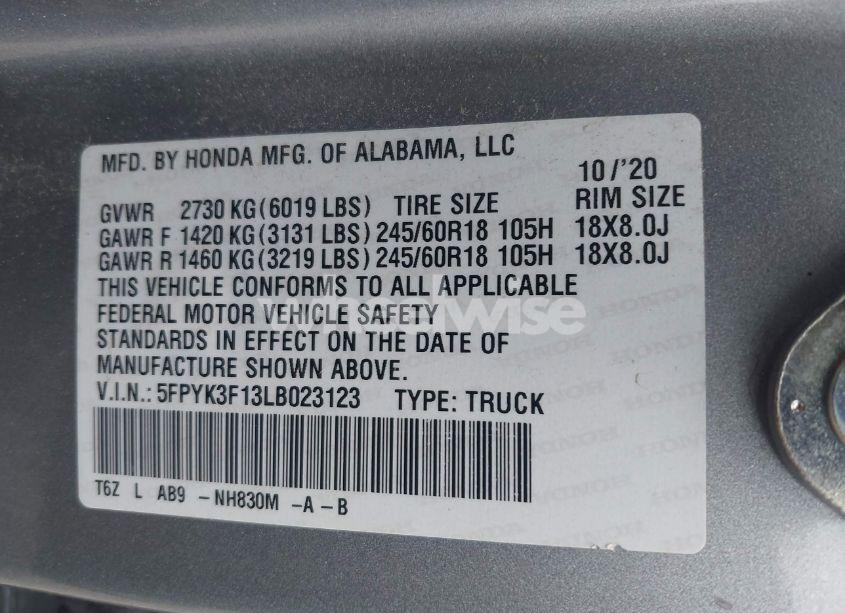 MFD. BY HONDA MFG. OF ALABAMA, LLC 10/'20
GVWR 2730 KG(6019 LBS) TIRE SIZE RIM SIZE
GAWR F 1420 KG(3131 LBS) 245/60R18 105H 18X8.0J
GAWR R 1460 KG(3219 LBS) 245/60R18 105H 18X8.0J
THIS VEHICLE CONFORMS TO ALL APPLICABLE
FEDERAL MOTOR VEHICLE SAFETY
STANDARDS IN EFFECT ON THE DATE OF
MANUFACTURE SHOWN ABOVE.
V.I.N.: 5FPYK3F13LB023123 TYPE: TRUCK
T6Z L AB9 -NH830M -A -B
wheelwise
HONDA